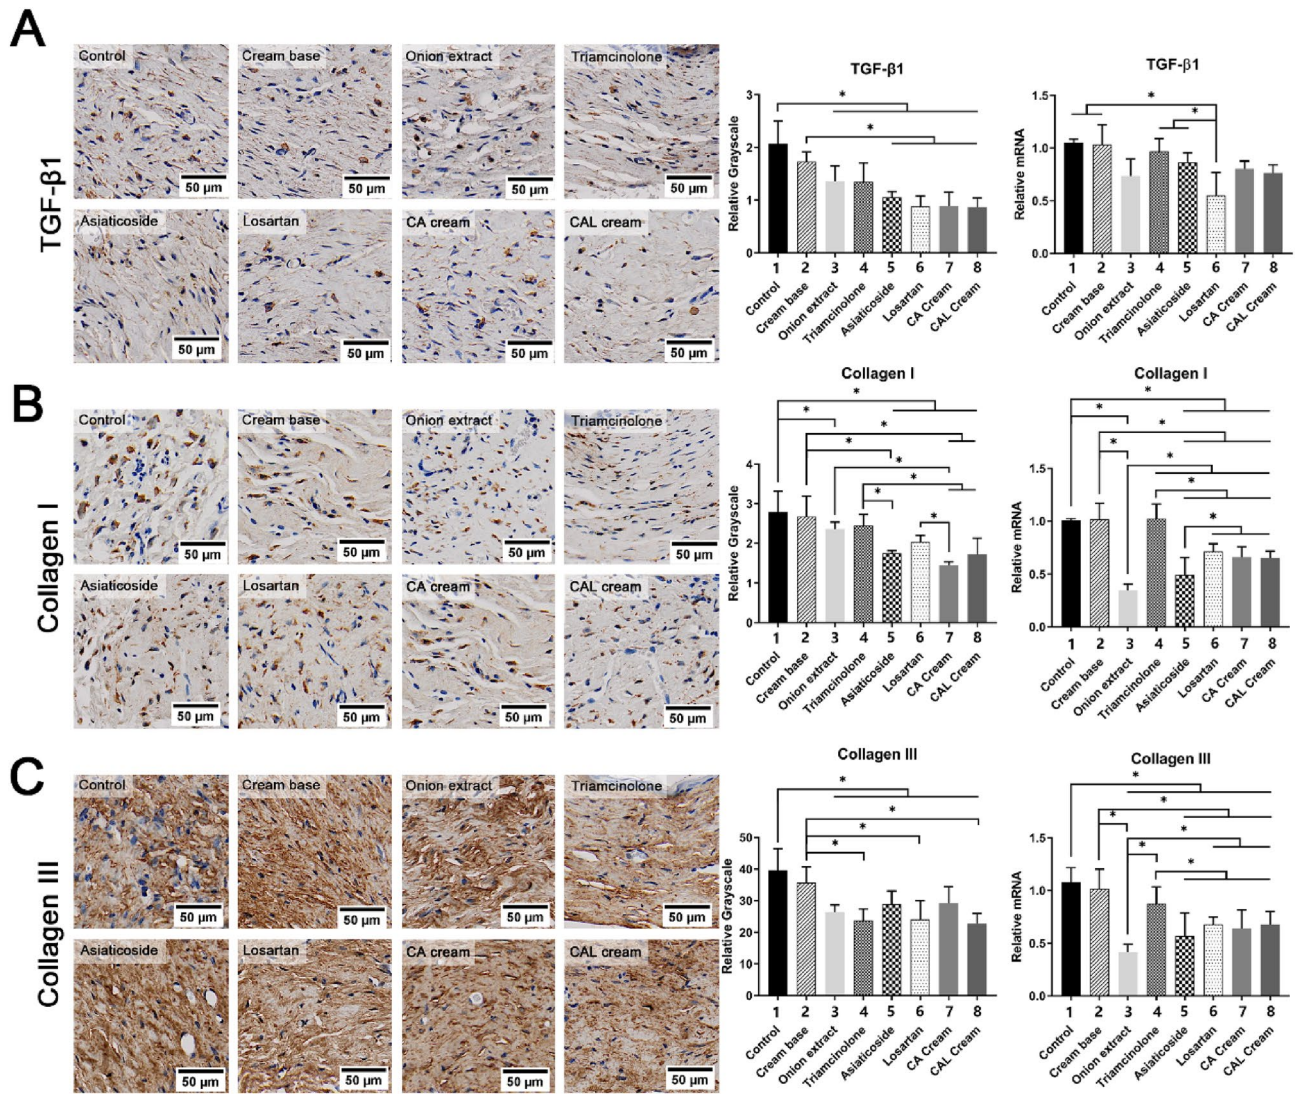 A
TGF-β1
Control
Cream base
Onion extract
Triamcinolone
50 µm
50 µm
50 µm
50 µm
Asiaticoside
Losartan
CA cream
CAL cream
50 µm
50 µm
50 µm
50 µm
TGF-β1
Relative Grayscale
3
2
1
0
*
*
1 2 3 4 5 6 7 8
Control
Cream base
Onion extract
Triamcinolone
Asiaticoside
Losartan
CA Cream
CAL Cream
TGF-β1
Relative mRNA
1.5
1.0
0.5
0.0
*
*
1 2 3 4 5 6 7 8
Control
Cream base
Onion extract
Triamcinolone
Asiaticoside
Losartan
CA Cream
CAL Cream
B
Collagen I
Control
Cream base
Onion extract
Triamcinolone
50 µm
50 µm
50 µm
50 µm
Asiaticoside
Losartan
CA cream
CAL cream
50 µm
50 µm
50 µm
50 µm
Collagen I
Relative Grayscale
4
3
2
1
0
*
*
*
*
*
*
*
*
1 2 3 4 5 6 7 8
Control
Cream base
Onion extract
Triamcinolone
Asiaticoside
Losartan
CA Cream
CAL Cream
Collagen I
Relative mRNA
1.5
1.0
0.5
0.0
*
*
*
*
*
*
*
1 2 3 4 5 6 7 8
Control
Cream base
Onion extract
Triamcinolone
Asiaticoside
Losartan
CA Cream
CAL Cream
C
Collagen III
Control
Cream base
Onion extract
Triamcinolone
50 µm
50 µm
50 µm
50 µm
Asiaticoside
Losartan
CA cream
CAL cream
50 µm
50 µm
50 µm
50 µm
Collagen III
Relative Grayscale
50
40
30
20
10
0
*
*
*
*
1 2 3 4 5 6 7 8
Control
Cream base
Onion extract
Triamcinolone
Asiaticoside
Losartan
CA Cream
CAL Cream
Collagen III
Relative mRNA
1.5
1.0
0.5
0.0
*
*
*
*
*
*
1 2 3 4 5 6 7 8
Control
Cream base
Onion extract
Triamcinolone
Asiaticoside
Losartan
CA Cream
CAL Cream